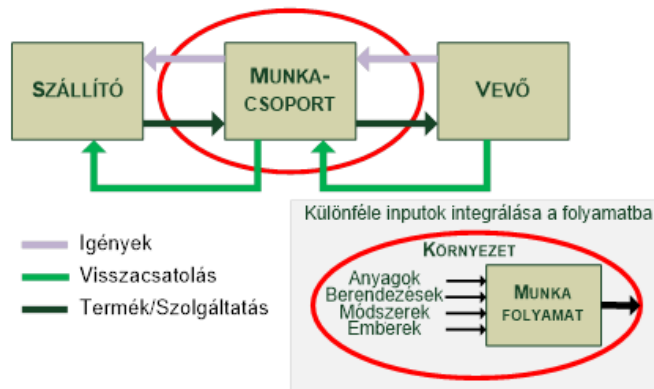 SZÁLLÍTÓ
MUNKA-
CSOPORT
VEVŐ
Igények
Visszacsatolás
Termék/Szolgáltatás
Különféle inputok integrálása a folyamatba
KÖRNYEZET
Anyagok
Berendezések
Módszerek
Emberek
MUNKA
FOLYAMAT